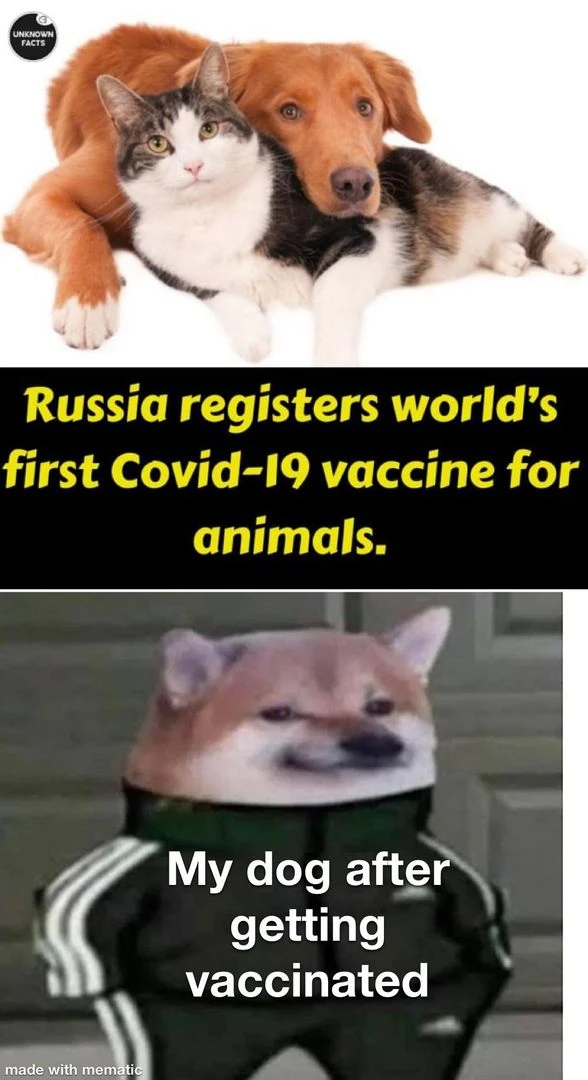 UNKNOWN
FACTS
Russia registers world's
first Covid-19 vaccine for
animals.
My dog after
getting
vaccinated
made with mematic